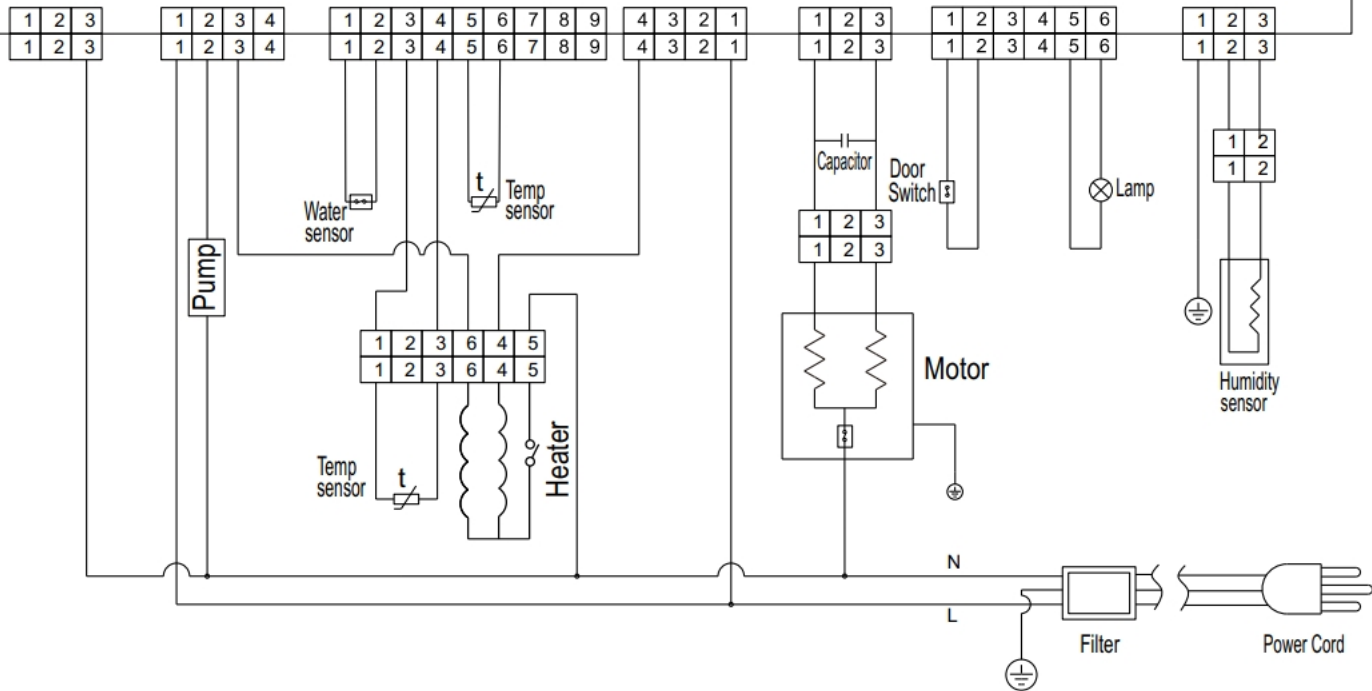 1 2 3
1 2 3
1 2 3 4
1 2 3 4
1 2 3 4 5 6 7 8 9
1 2 3 4 5 6 7 8 9
4 3 2 1
4 3 2 1
1 2 3
1 2 3
1 2 3 4 5 6
1 2 3 4 5 6
1 2 3
1 2 3
1 2
1 2
Capacitor
Door
Switch
Lamp
t
Temp
sensor
Water
sensor
Pump
1 2 3
1 2 3
1 2 3 6 4 5
1 2 3 6 4 5
Motor
Humidity
sensor
Heater
Temp
sensor
t
N
L
Filter
Power Cord